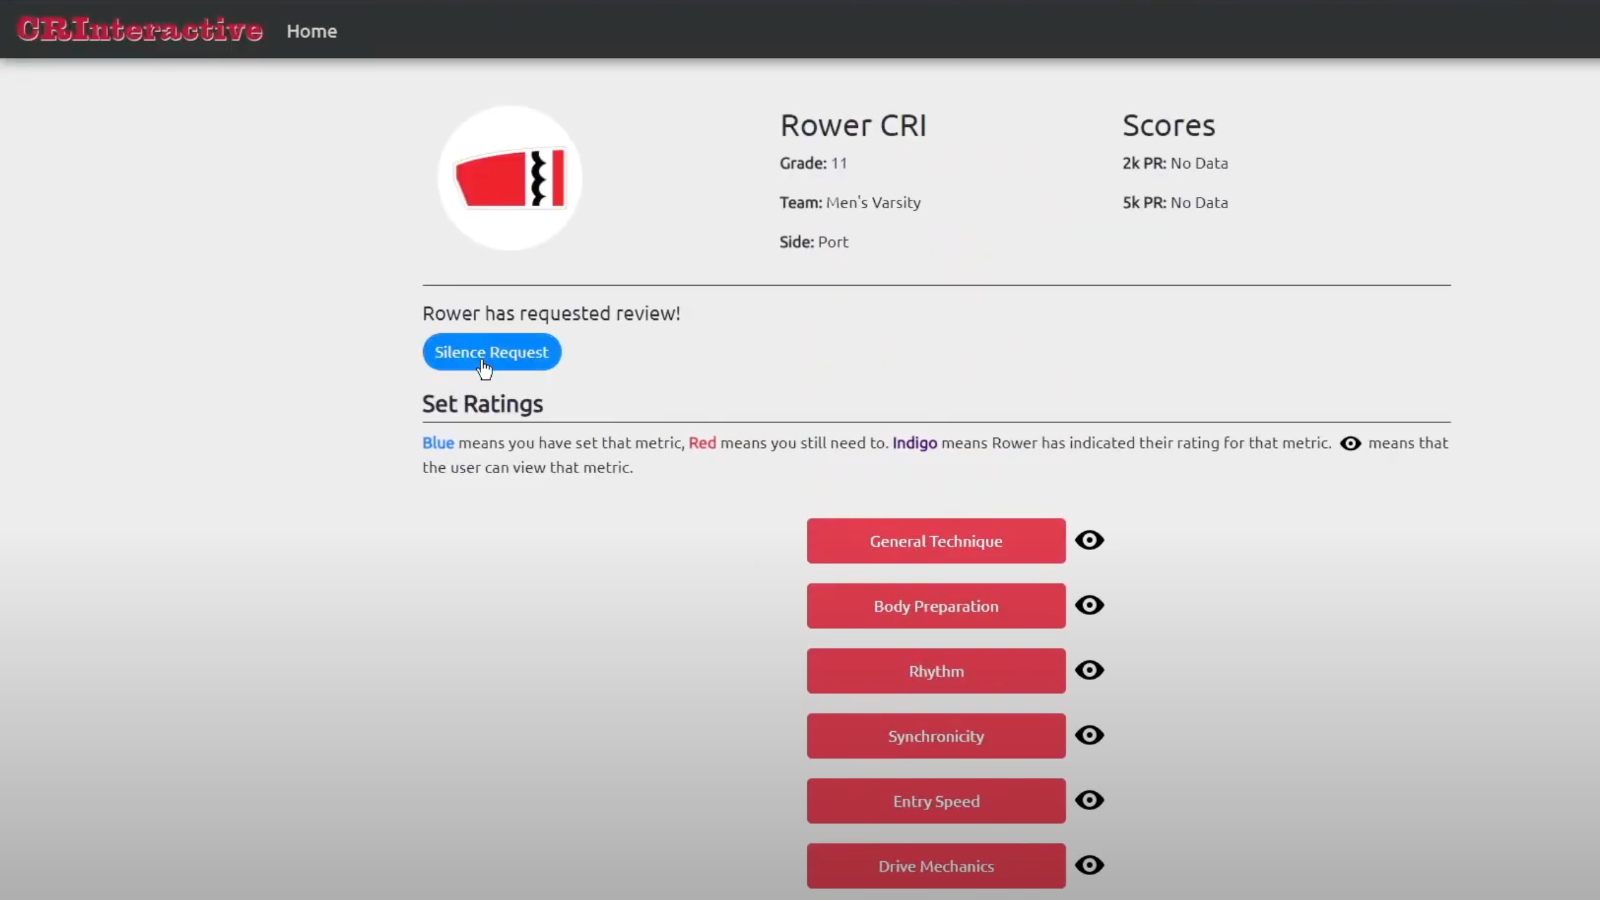 CRInteractive Home
Rower CRI
Grade: 11
Team: Men's Varsity
Side: Port
Scores
2k PR: No Data
5k PR: No Data
Rower has requested review!
Silence Request
Set Ratings
Blue means you have set that metric, Red means you still need to. Indigo means Rower has indicated their rating for that metric. means that
the user can view that metric.
General Technique
Body Preparation
Rhythm
Synchronicity
Entry Speed
Drive Mechanics